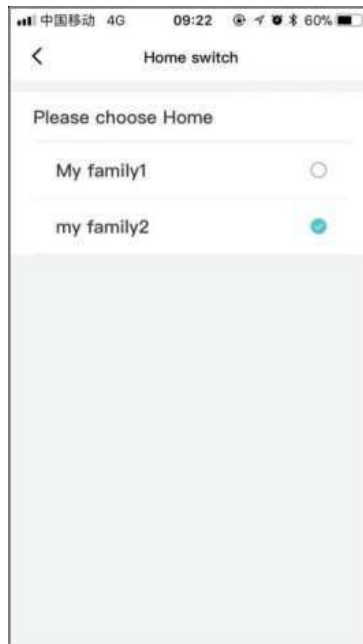 中国移动 4G 09:22 60%
Home switch
Please choose Home
My family1
my family2